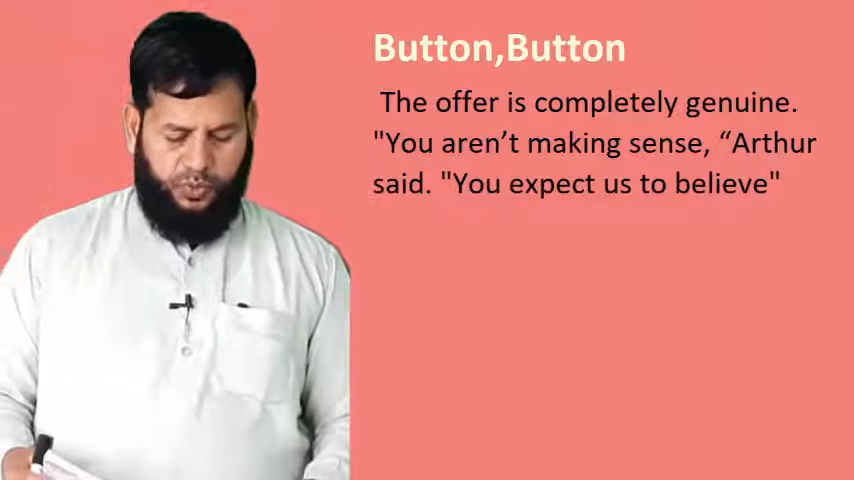 Button,Button
The offer is completely genuine.
"You aren’t making sense, “Arthur
said. "You expect us to believe"